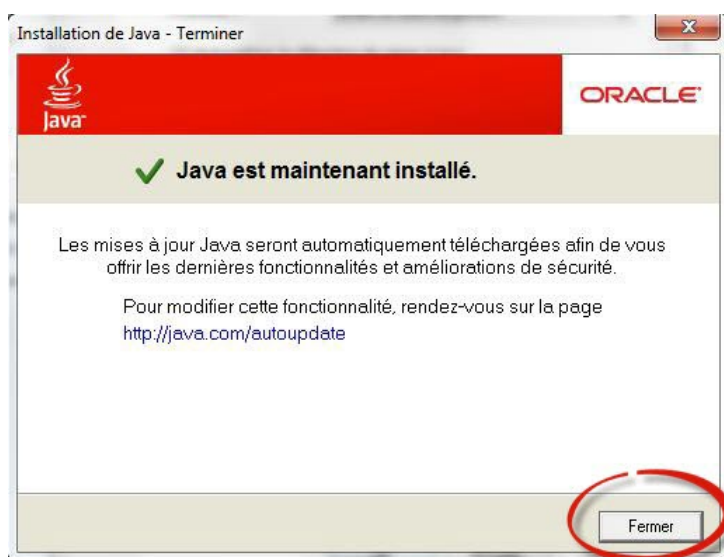 Installation de Java - Terminer
x
Java
ORACLE
Java est maintenant installé.
Les mises à jour Java seront automatiquement téléchargées afin de vous
offrir les dernières fonctionnalités et améliorations de sécurité.
Pour modifier cette fonctionnalité, rendez-vous sur la page
http://java.com/autoupdate
Fermer